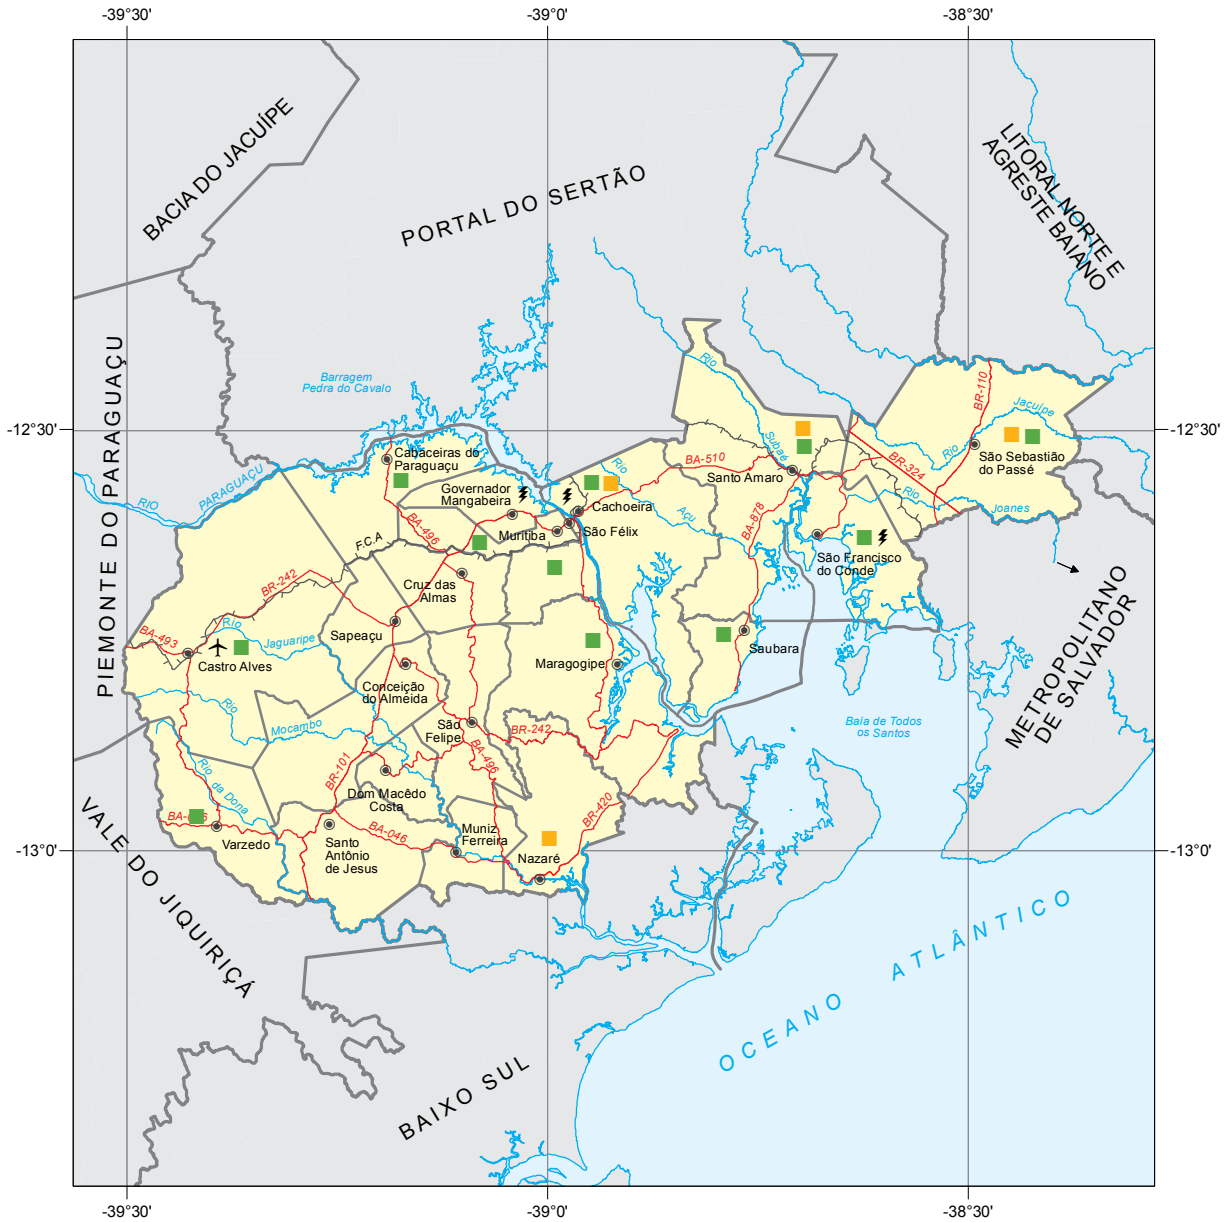 -39°30'
-39°0'
-38°30'
BACIA DO JACUÍPE
PORTAL DO SERTÃO
LITORAL NORTE E
AGRESTE BAIANO
PIEMONTE DO PARAGUAÇU
Barragem
Pedra do Cavalo
Rio
BR-110
Jacuípe
-12°30'
-12°30'
Subaé
Cabaceiras do
Paraguaçu
BA-510
Rio
BR-324
Rio
São Sebastião
do Passé
Santo Amaro
RIO
PARAGUAÇU
Governador
Mangabeira
Cachoeira
Açu
Rio
Joanes
BA-496
Muritiba
São Félix
BA-878
F.C.A
São Francisco
do Conde
BR-242
Cruz das
Almas
METROPOLITANO
DE SALVADOR
BA-493
Rio
Jaguaripe
Sapeaçu
Castro Alves
Maragogipe
Saubara
Conceição
do Almeida
Rio
Mocambo
São
Felipe
BR-242
Baía de Todos
os Santos
Rio
da Dona
BR-101
BA-496
Dom Macêdo
Costa
BR-420
VALE DO JIQUIRIÇÁ
Varzedo
Santo
Antônio
de Jesus
BA-046
Muniz
Ferreira
Nazaré
-13°0'
-13°0'
OCEANO ATLÂNTICO
BAIXO SUL
-39°30'
-39°0'
-38°30'